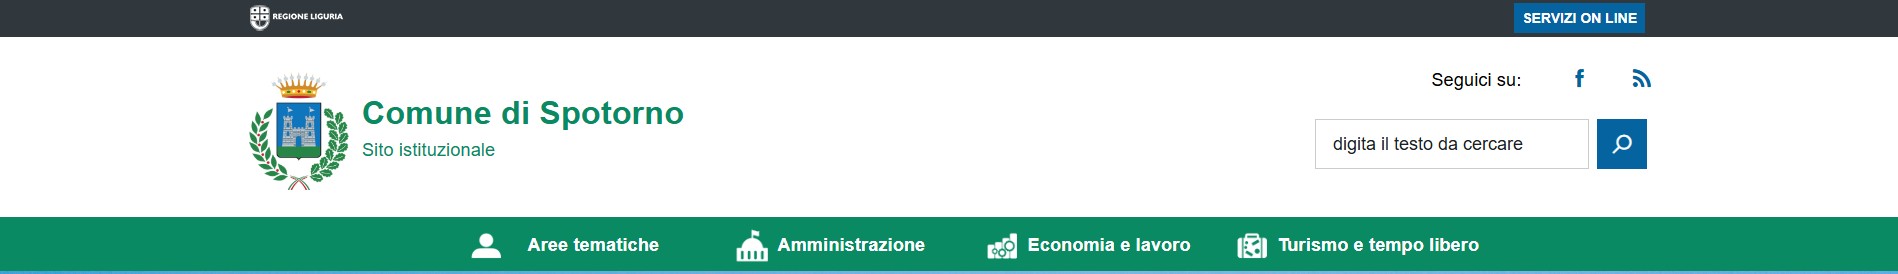 REGIONE LIGURIA
SERVIZI ON LINE
Seguici su:
Comune di Spotorno
Sito istituzionale
digita il testo da cercare
Aree tematiche
Amministrazione
Economia e lavoro
Turismo e tempo libero